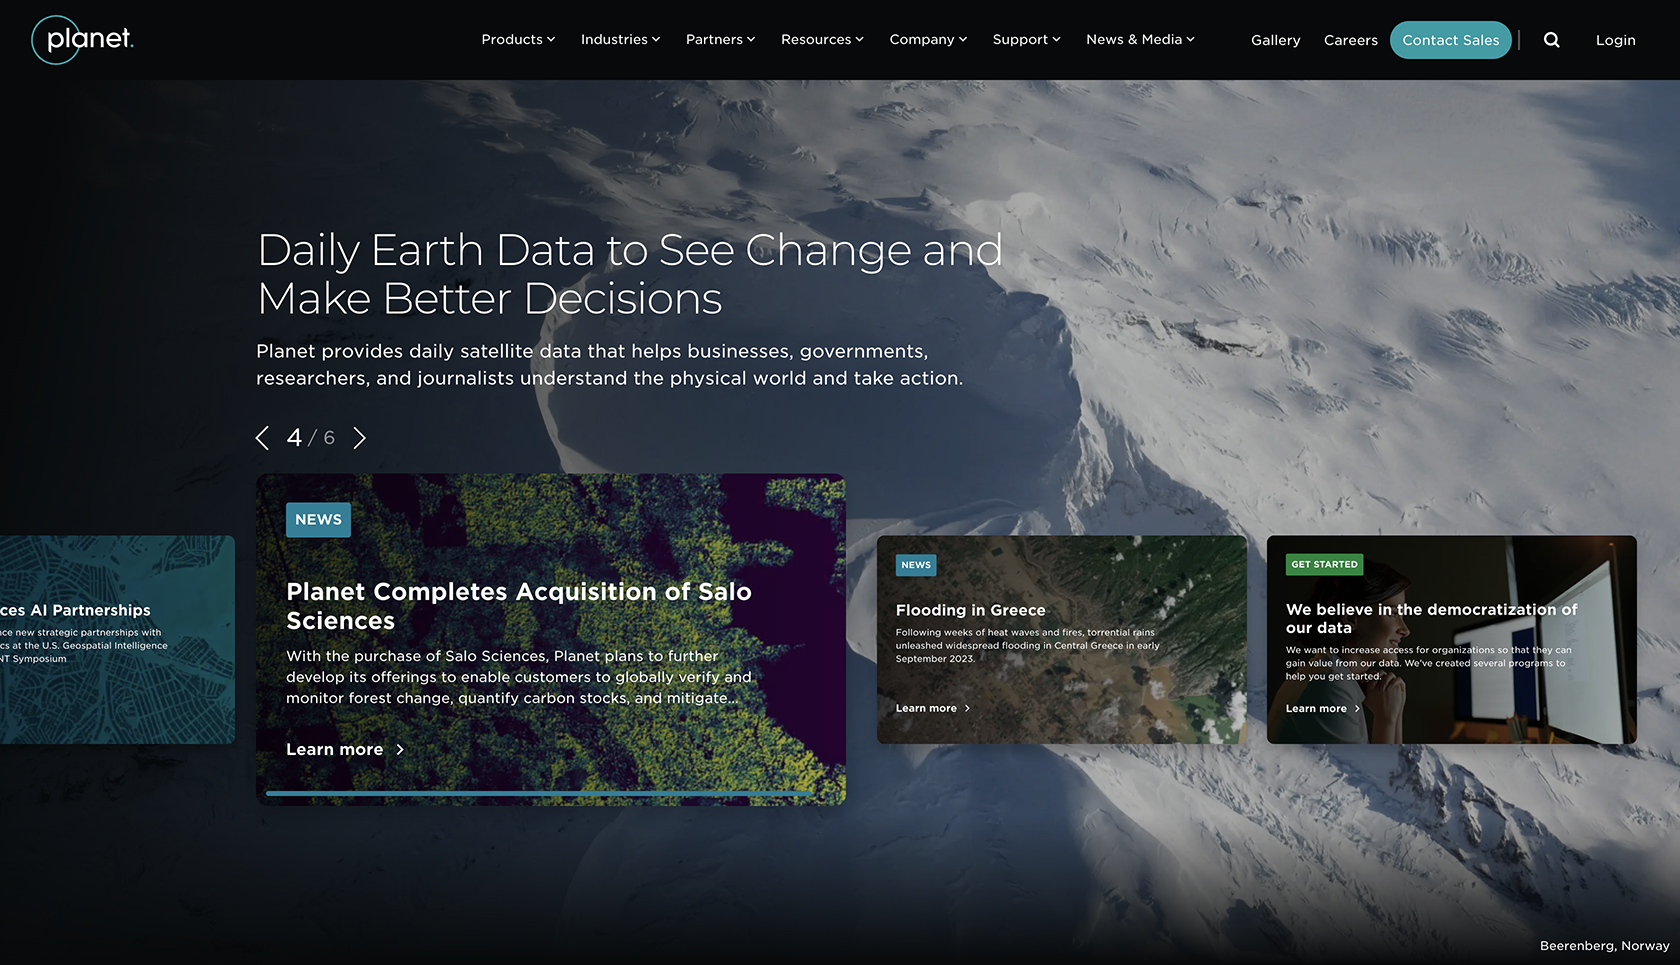 planet.
Products
Industries
Partners
Resources
Company
Support
News & Media
Gallery
Careers
Contact Sales
Login
Daily Earth Data to See Change and
Make Better Decisions
Planet provides daily satellite data that helps businesses, governments,
researchers, and journalists understand the physical world and take action.
4 / 6
ces AI Partnerships
nce new strategic partnerships with
cs at the U.S. Geospatial Intelligence
NT Symposium
NEWS
Planet Completes Acquisition of Salo
Sciences
With the purchase of Salo Sciences, Planet plans to further
develop its offerings to enable customers to globally verify and
monitor forest change, quantify carbon stocks, and mitigate...
Learn more
NEWS
Flooding in Greece
Following weeks of heat waves and fires, torrential rains
unleashed widespread flooding in Central Greece in early
September 2023.
Learn more
GET STARTED
We believe in the democratization of
our data
We want to increase access for organizations so that they can
gain value from our data. We've created several programs to
help you get started.
Learn more
Beerenberg, Norway